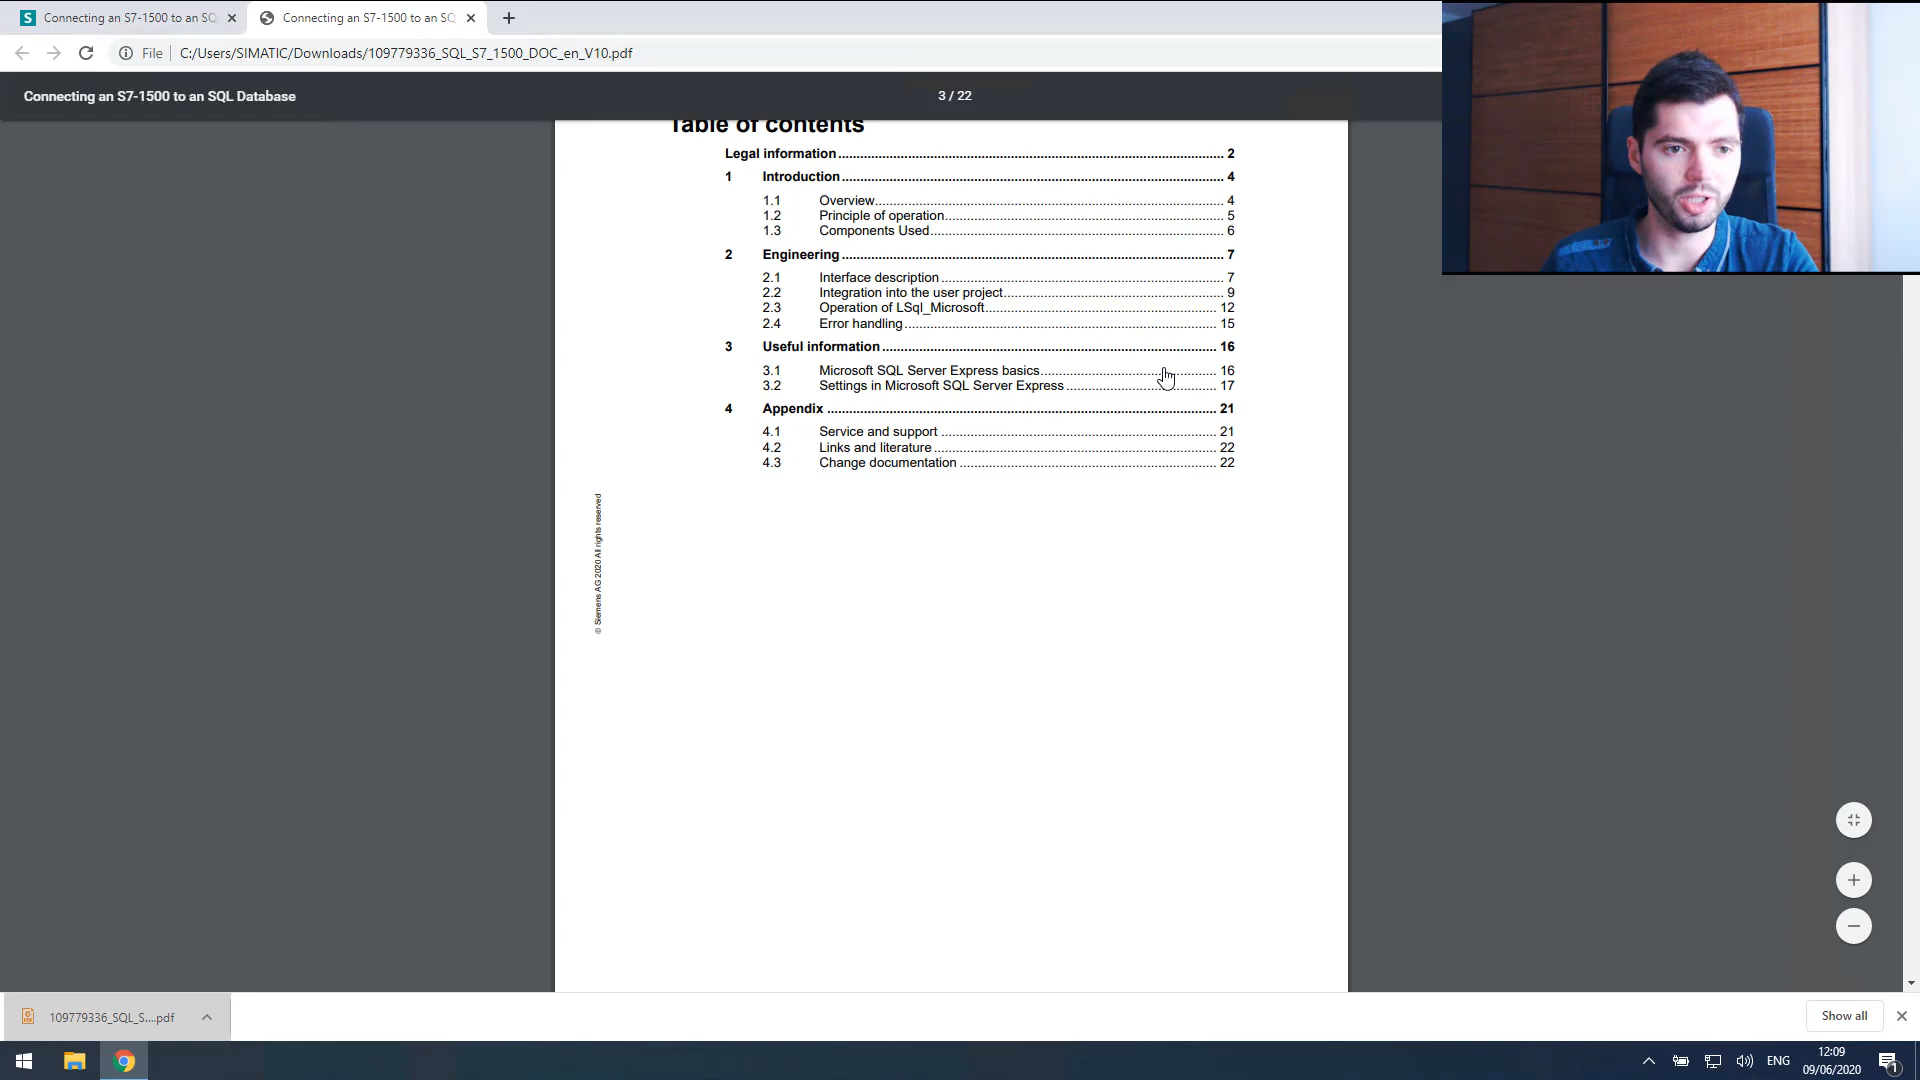 Connecting an S7-1500 to an SQ
Connecting an S7-1500 to an SQ
File
C:/Users/SIMATIC/Downloads/109779336_SQL_S7_1500_DOC_en_V10.pdf
Connecting an S7-1500 to an SQL Database
3 / 22
Table of contents
Legal information 2
1 Introduction 4
1.1 Overview 4
1.2 Principle of operation 5
1.3 Components Used 6
2 Engineering 7
2.1 Interface description 7
2.2 Integration into the user project 9
2.3 Operation of LSql_Microsoft 12
2.4 Error handling 15
3 Useful information 16
3.1 Microsoft SQL Server Express basics 16
3.2 Settings in Microsoft SQL Server Express 17
4 Appendix 21
4.1 Service and support 21
4.2 Links and literature 22
4.3 Change documentation 22
© Siemens AG 2020 All rights reserved
109779336_SQL_S....pdf
Show all
ENG
12:09
09/06/2020
1